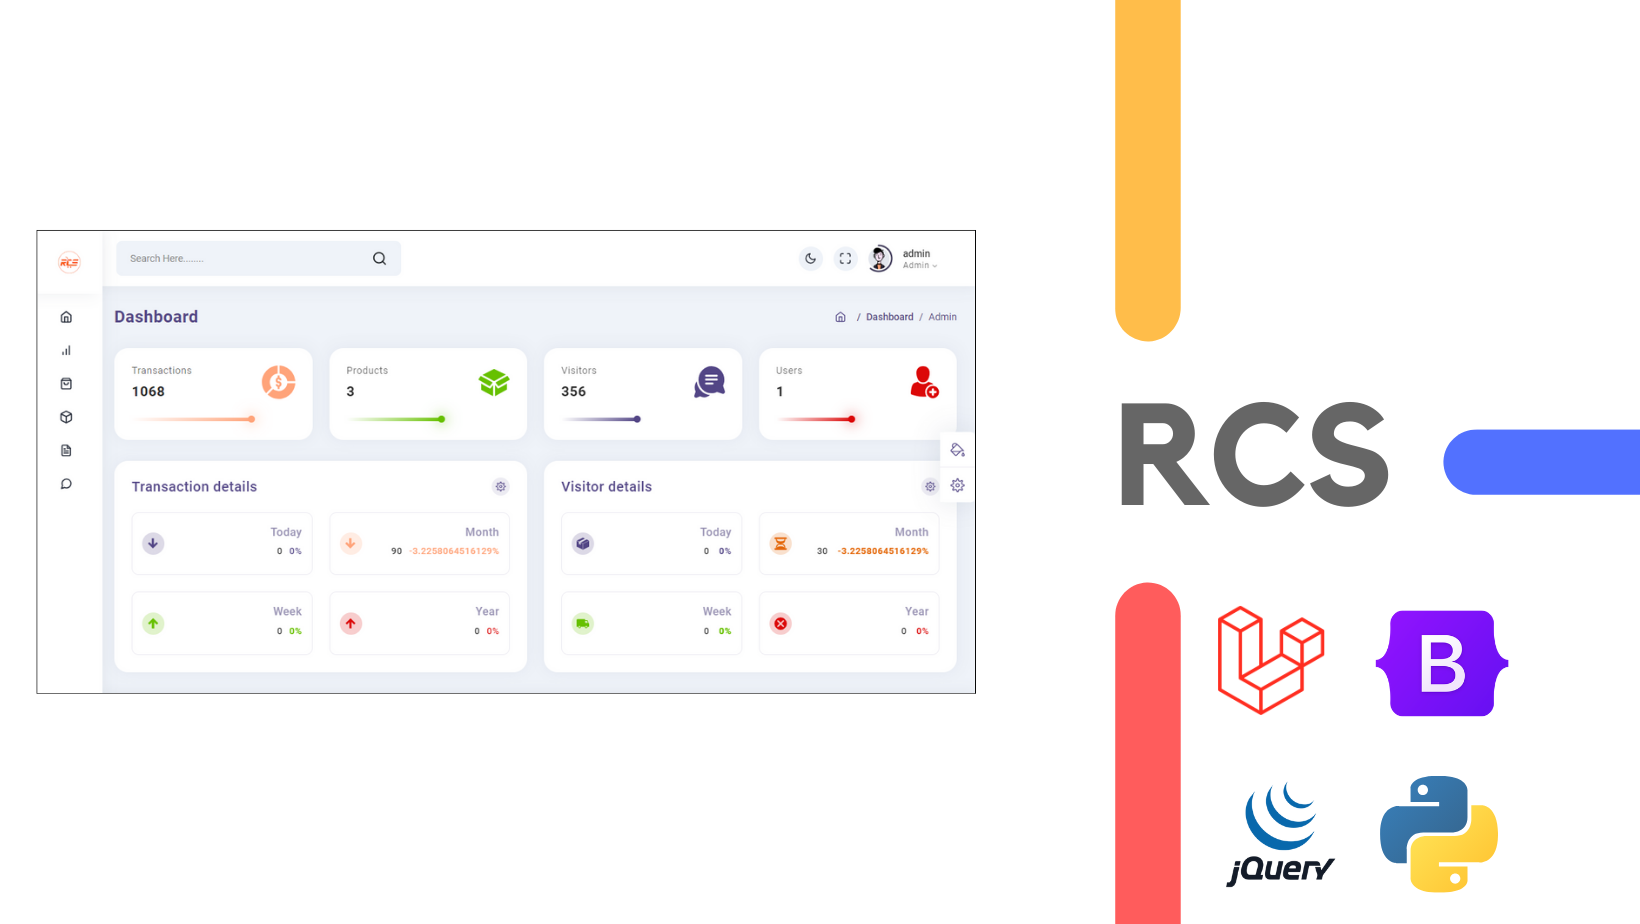 RCS
Search Here........
admin
Admin
Dashboard
/ Dashboard / Admin
Transactions
1068
Products
3
Visitors
356
Users
1
Transaction details
Today
0 0%
Month
90 -3.2258064516129%
Week
0 0%
Year
0 0%
Visitor details
Today
0 0%
Month
30 -3.2258064516129%
Week
0 0%
Year
0 0%
RCS
B
jQuery